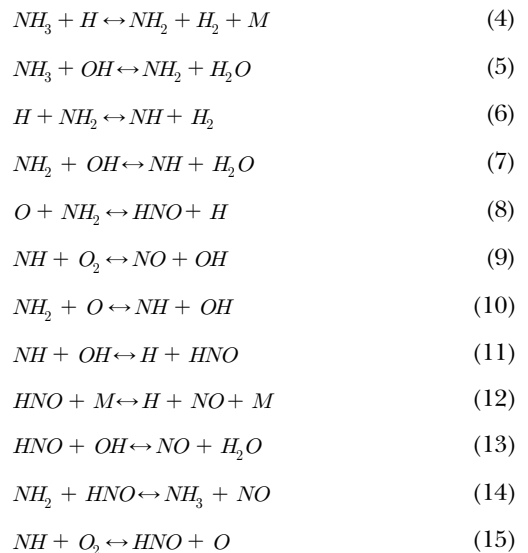 NH₃ + H ↔ NH₂ + H₂ + M (4)
NH₃ + OH ↔ NH₂ + H₂O (5)
H + NH₂ ↔ NH + H₂ (6)
NH₂ + OH ↔ NH + H₂O (7)
O + NH₂ ↔ HNO + H (8)
NH + O₂ ↔ NO + OH (9)
NH₂ + O ↔ NH + OH (10)
NH + OH ↔ H + HNO (11)
HNO + M ↔ H + NO + M (12)
HNO + OH ↔ NO + H₂O (13)
NH₂ + HNO ↔ NH₃ + NO (14)
NH + O₂ ↔ HNO + O (15)